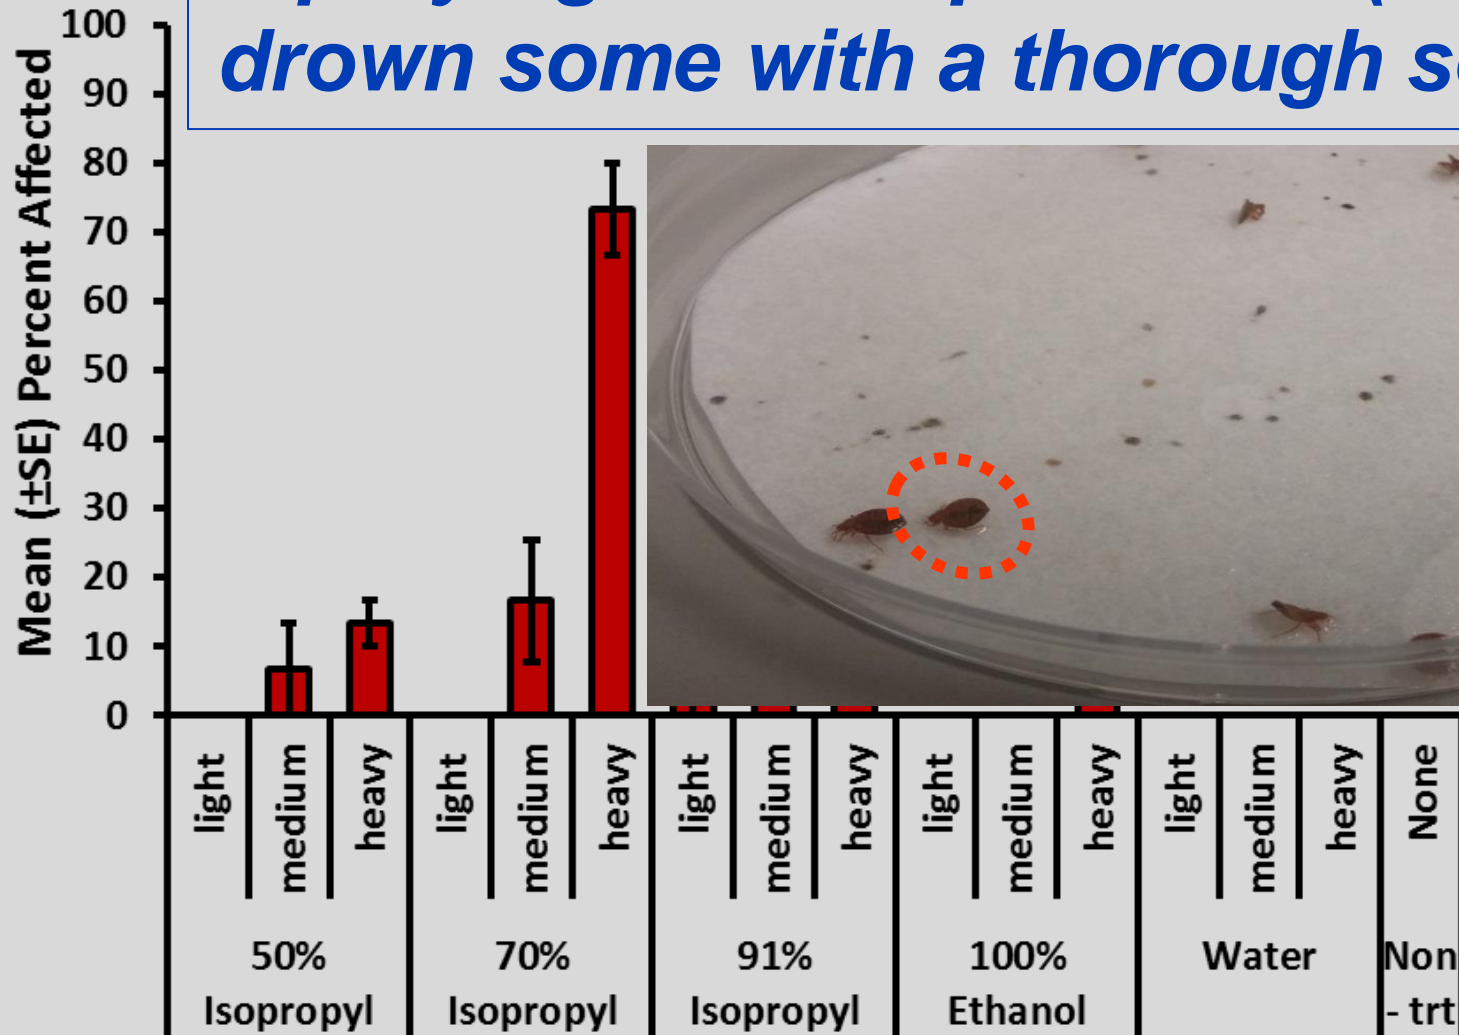 drown some with a thorough
Mean (±SE) Percent Affected
100
90
80
70
60
50
40
30
20
10
0
light
medium
heavy
light
medium
heavy
light
medium
heavy
light
medium
heavy
light
medium
heavy
None
50%
Isopropyl
70%
Isopropyl
91%
Isopropyl
100%
Ethanol
Water
Non
- trt